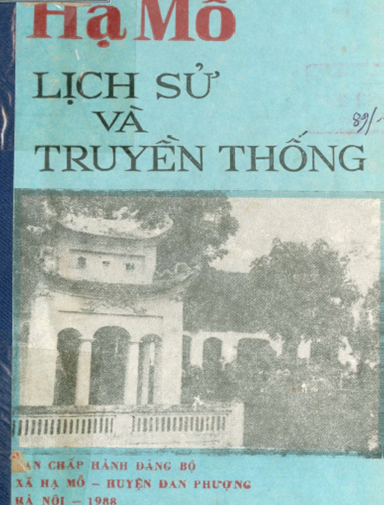 Hạ Mỗ
LỊCH SỬ
VÀ
TRUYỀN THỐNG
89/-
CHẤP HÀNH ĐẢNG BỘ
XÃ HẠ MỖ – HUYỆN ĐAN PHƯỢNG
HÀ NỘI – 1988